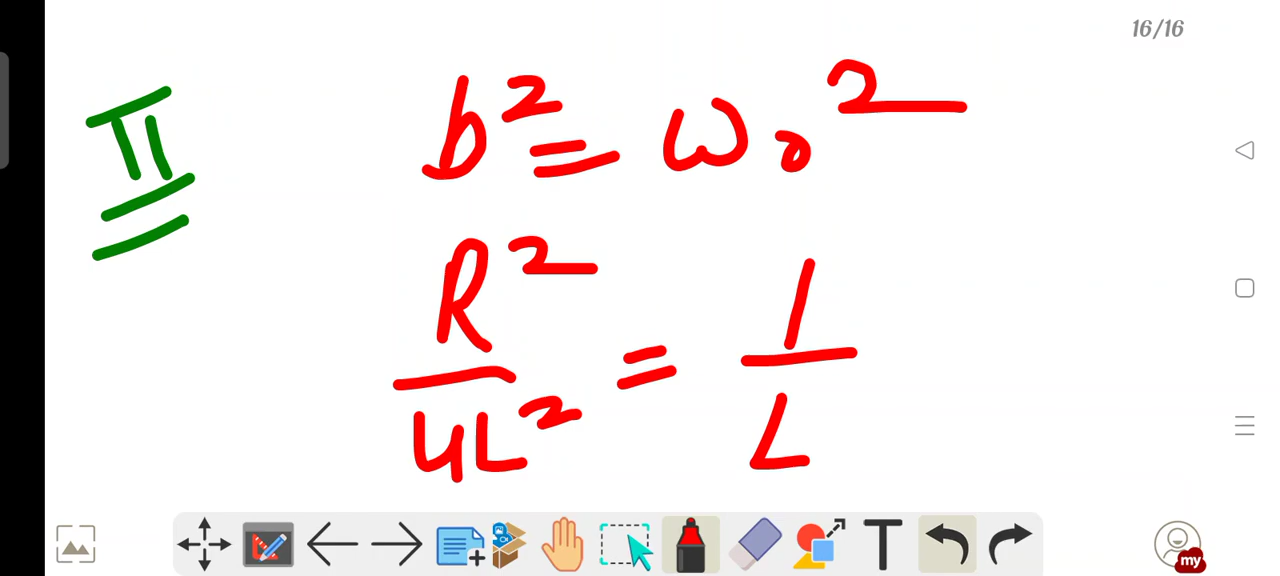 16/16
II
b² = ω₀²
R²/4L² = 1/L
T
my